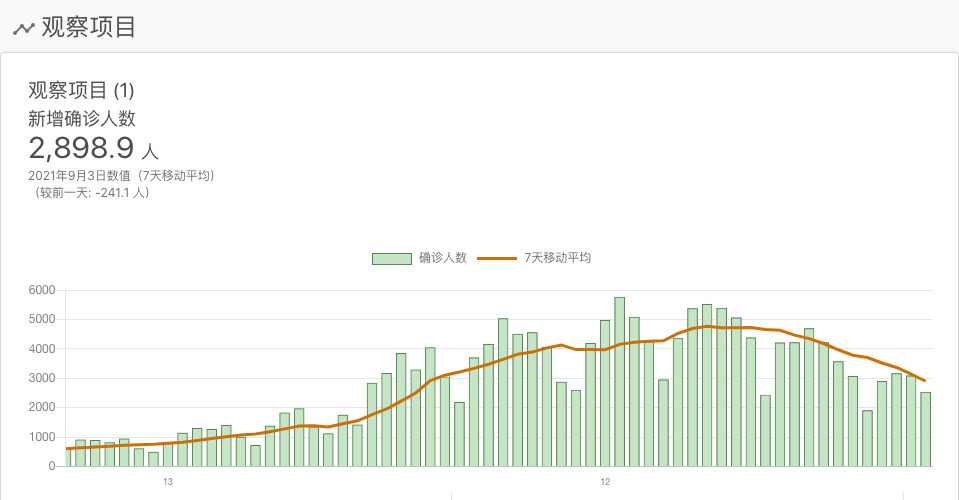 观察项目
观察项目 (1)
新增确诊人数
2,898.9 人
2021年9月3日数值（7天移动平均）
（较前一天: -241.1 人）
确诊人数 7天移动平均
6000
5000
4000
3000
2000
1000
0
13 12